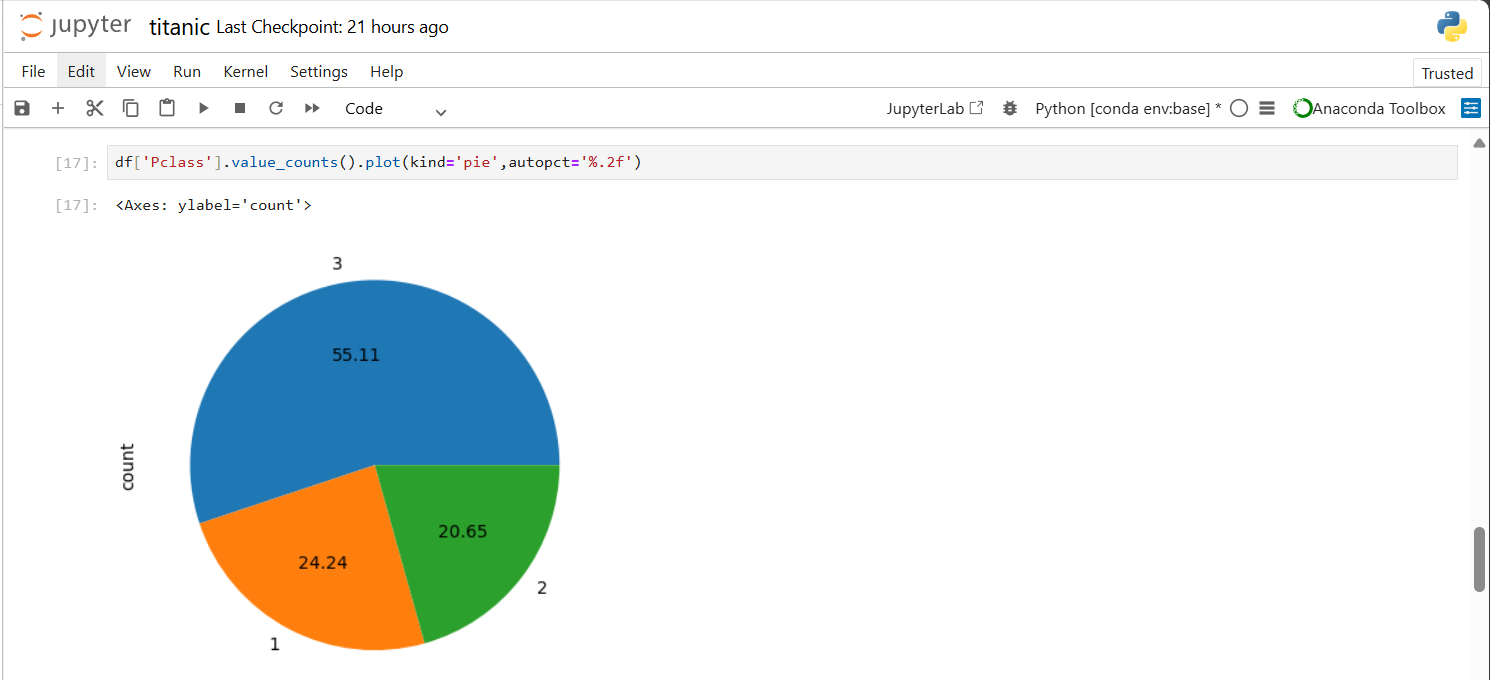 jupyter titanic Last Checkpoint: 21 hours ago
File Edit View Run Kernel Settings Help Trusted
Code JupyterLab Python [conda env:base] * Anaconda Toolbox
[17]: df['Pclass'].value_counts().plot(kind='pie',autopct='%.2f')
[17]: <Axes: ylabel='count'>
3
55.11
count
20.65
24.24
2
1